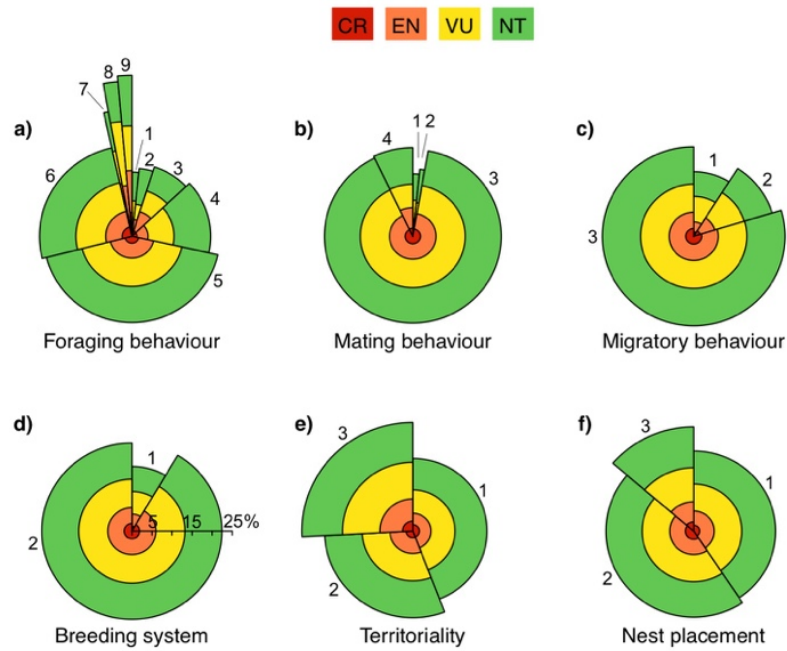 CR EN VU NT
a) 1 2 3 4 5 6 7 8 9
Foraging behaviour
b) 1 2 3 4
Mating behaviour
c) 1 2 3
Migratory behaviour
d) 1 2 5 15 25%
Breeding system
e) 1 2 3
Territoriality
f) 1 2 3
Nest placement